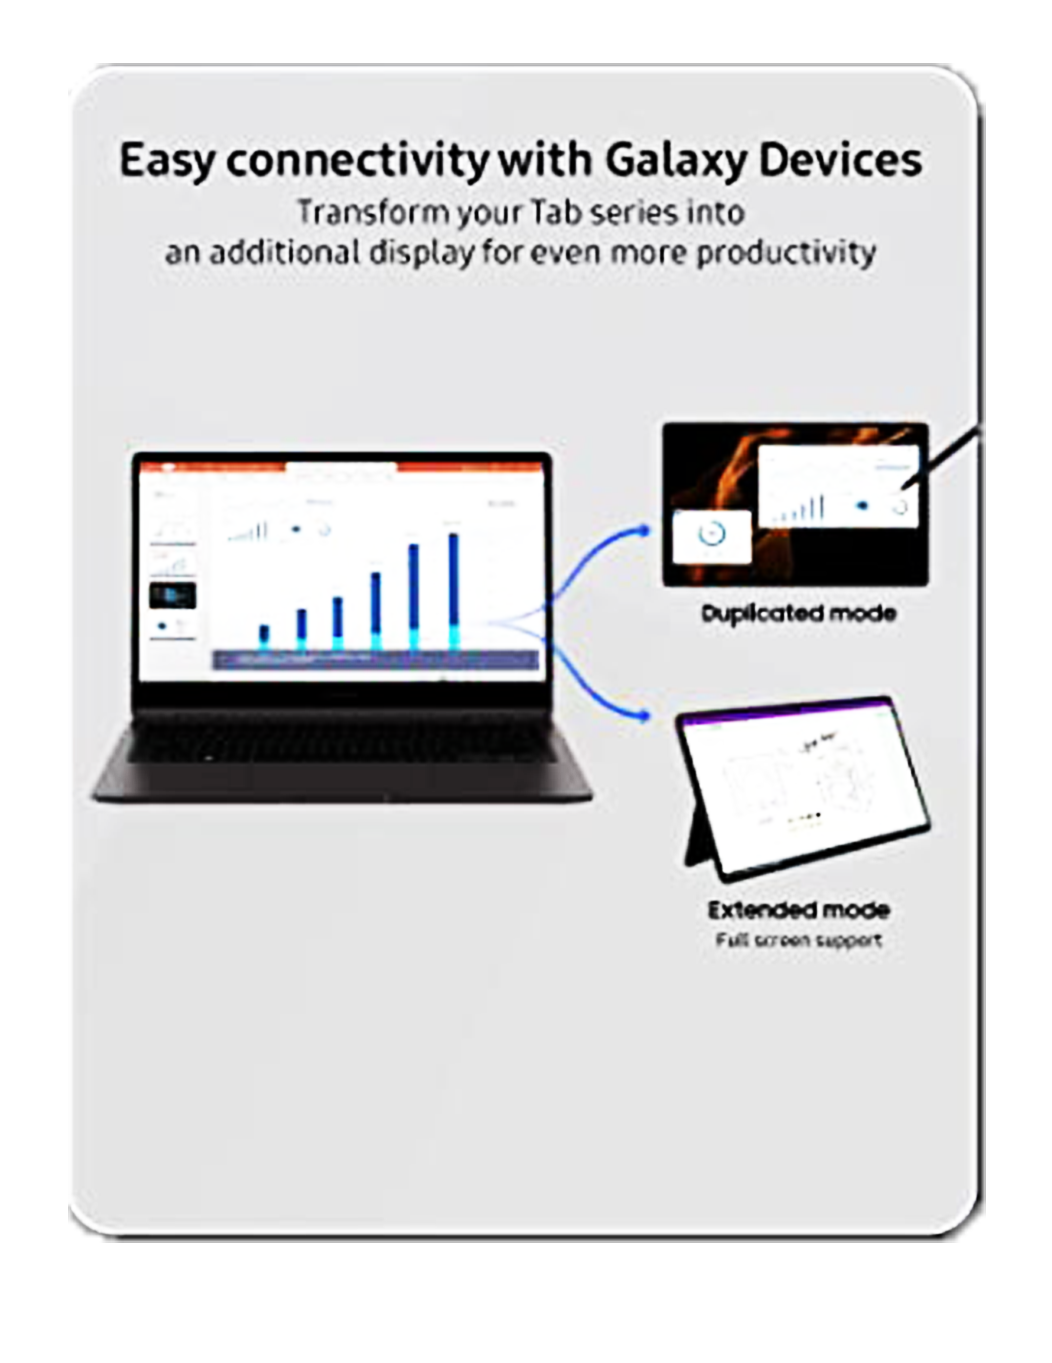 Easy connectivity with Galaxy Devices
Transform your Tab series into
an additional display for even more productivity
Duplicated mode
Extended mode
Full screen support